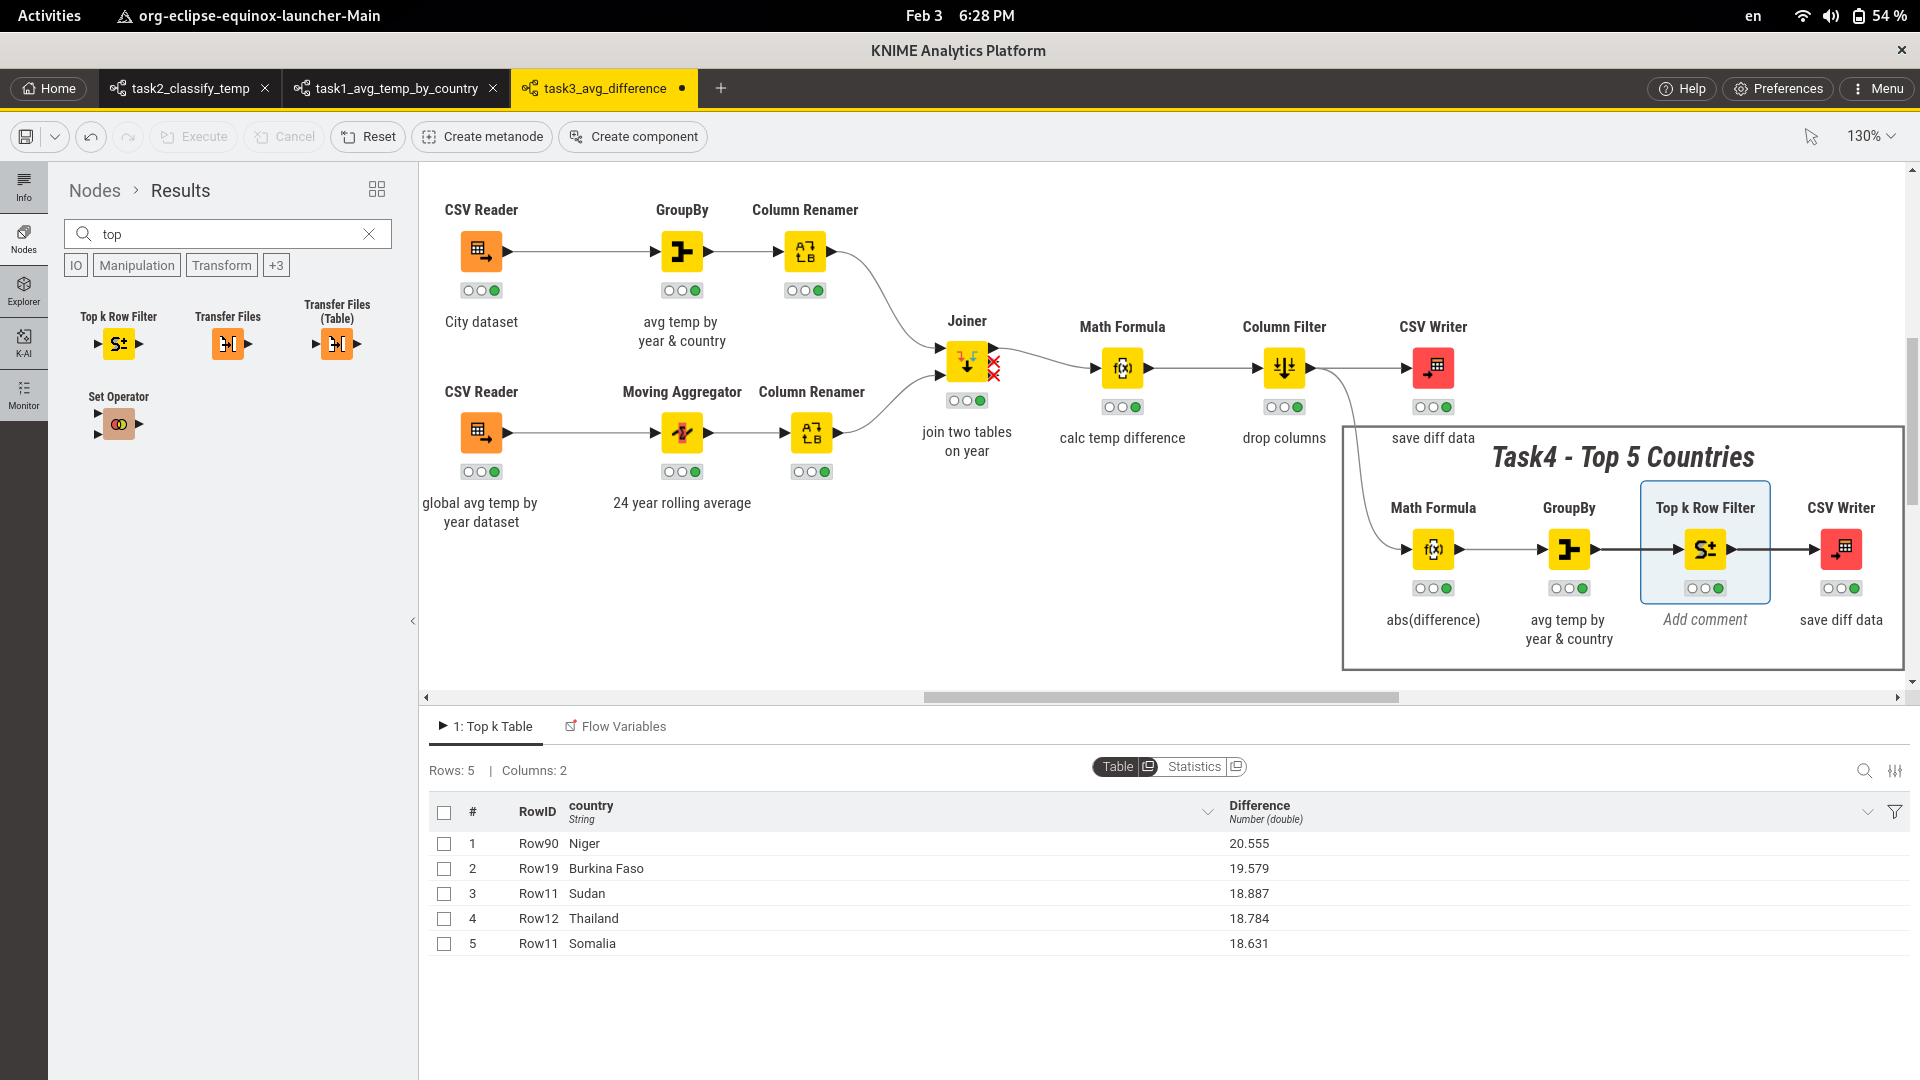 Activities
org-eclipse-equinox-launcher-Main
Feb 3 6:28 PM
en
54 %
KNIME Analytics Platform
Home
task2_classify_temp
task1_avg_temp_by_country
task3_avg_difference
Help
Preferences
Menu
Execute
Cancel
Reset
Create metanode
Create component
130%
Info
Nodes
Explorer
K-AI
Monitor
Nodes > Results
top
IO
Manipulation
Transform
+3
Top k Row Filter
Transfer Files
Transfer Files
(Table)
Set Operator
CSV Reader
City dataset
GroupBy
avg temp by
year & country
Column Renamer
CSV Reader
global avg temp by
year dataset
Moving Aggregator
24 year rolling average
Column Renamer
Joiner
join two tables
on year
Math Formula
f(x)
calc temp difference
Column Filter
drop columns
CSV Writer
save diff data
Task4 - Top 5 Countries
Math Formula
f(x)
abs(difference)
GroupBy
avg temp by
year & country
Top k Row Filter
Add comment
CSV Writer
save diff data
1: Top k Table
Flow Variables
Rows: 5 | Columns: 2
Table
Statistics
# RowID country Difference
String Number (double)
1 Row90 Niger 20.555
2 Row19 Burkina Faso 19.579
3 Row11 Sudan 18.887
4 Row12 Thailand 18.784
5 Row11 Somalia 18.631